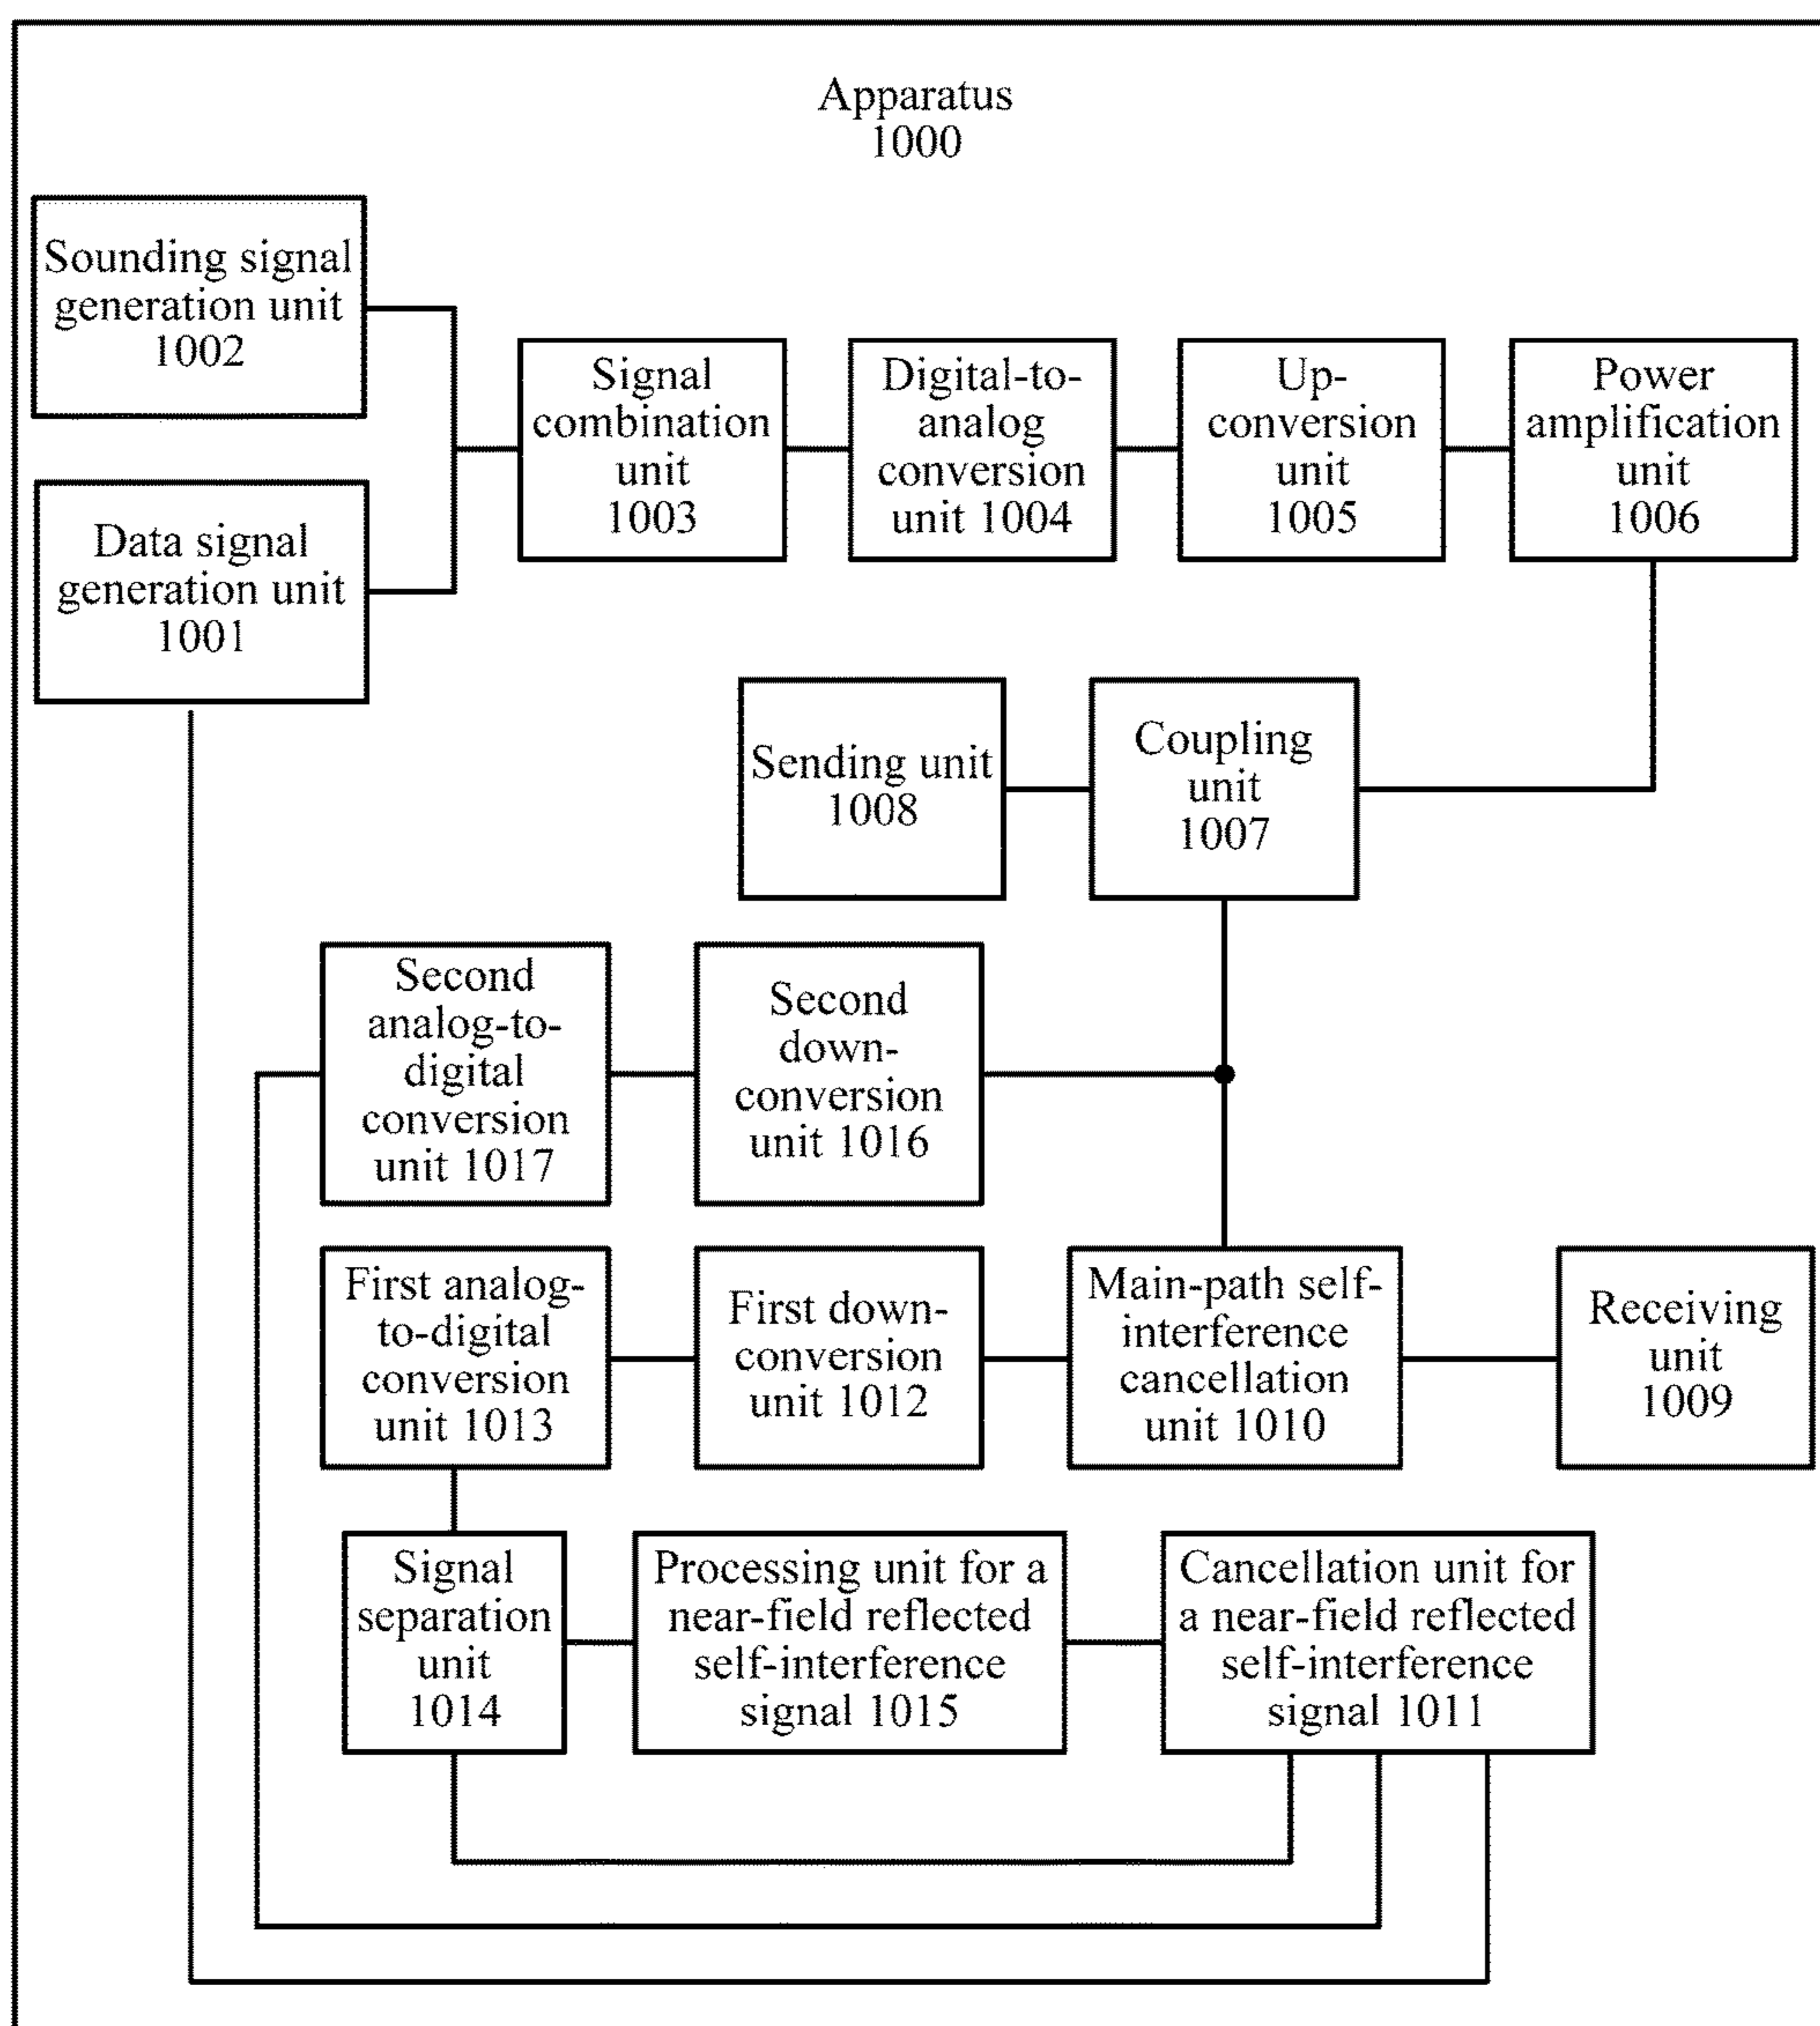 Apparatus
1000
Sounding signal
generation unit
1002
Data signal
generation unit
1001
Signal
combination
unit
1003
Digital-to-
analog
conversion
unit 1004
Up-
conversion
unit
1005
Power
amplification
unit
1006
Sending unit
1008
Coupling
unit
1007
Second
analog-to-
digital
conversion
unit 1017
Second
down-
conversion
unit 1016
First analog-
to-digital
conversion
unit 1013
First down-
conversion
unit 1012
Main-path self-
interference
cancellation
unit 1010
Receiving
unit
1009
Signal
separation
unit
1014
Processing unit for a
near-field reflected
self-interference
signal 1015
Cancellation unit for
a near-field reflected
self-interference
signal 1011